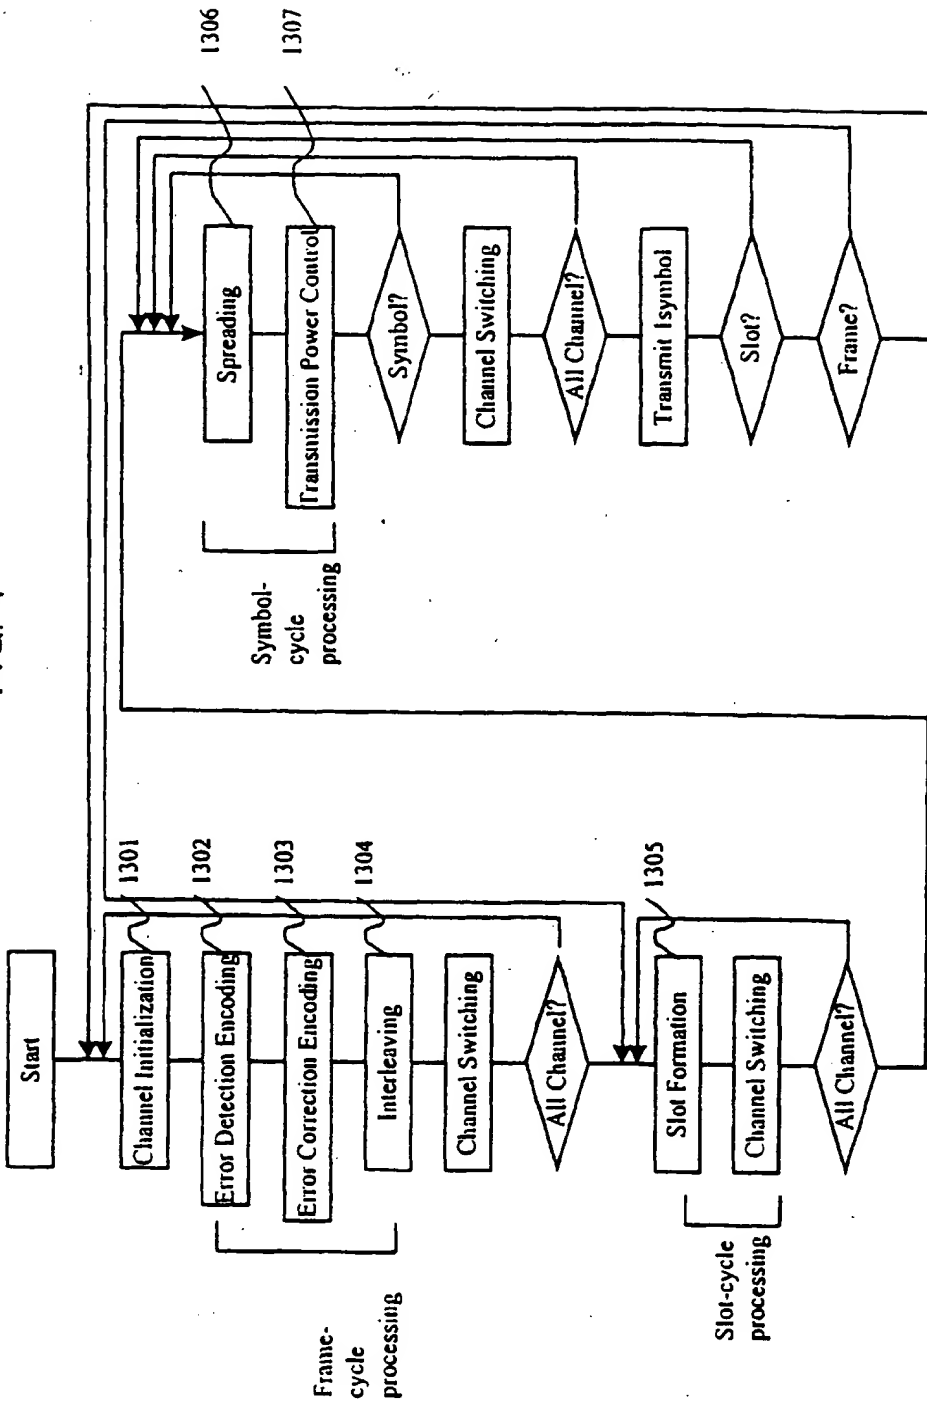 Start
Channel Initialization
1301
Error Detection Encoding
1302
Error Correction Encoding
1303
Interleaving
1304
Channel Switching
All Channel?
Frame-
cycle
processing
Slot Formation
1305
Channel Switching
All Channel?
Slot-cycle
processing
Spreading
1306
Transmission Power Control
1307
Symbol?
Symbol-
cycle
processing
Channel Switching
All Channel?
Transmit 1symbol
Slot?
Frame?